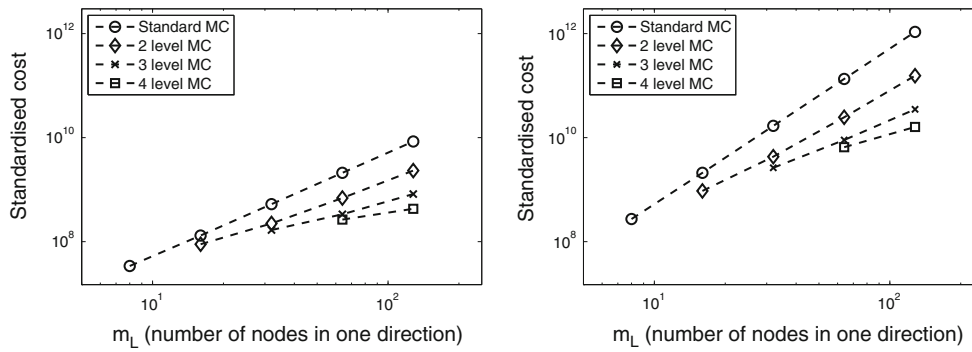 Standardised cost
10^12
10^10
10^8
Standard MC
2 level MC
3 level MC
4 level MC
10^1
10^2
m_L (number of nodes in one direction)
Standardised cost
10^12
10^10
10^8
Standard MC
2 level MC
3 level MC
4 level MC
10^1
10^2
m_L (number of nodes in one direction)